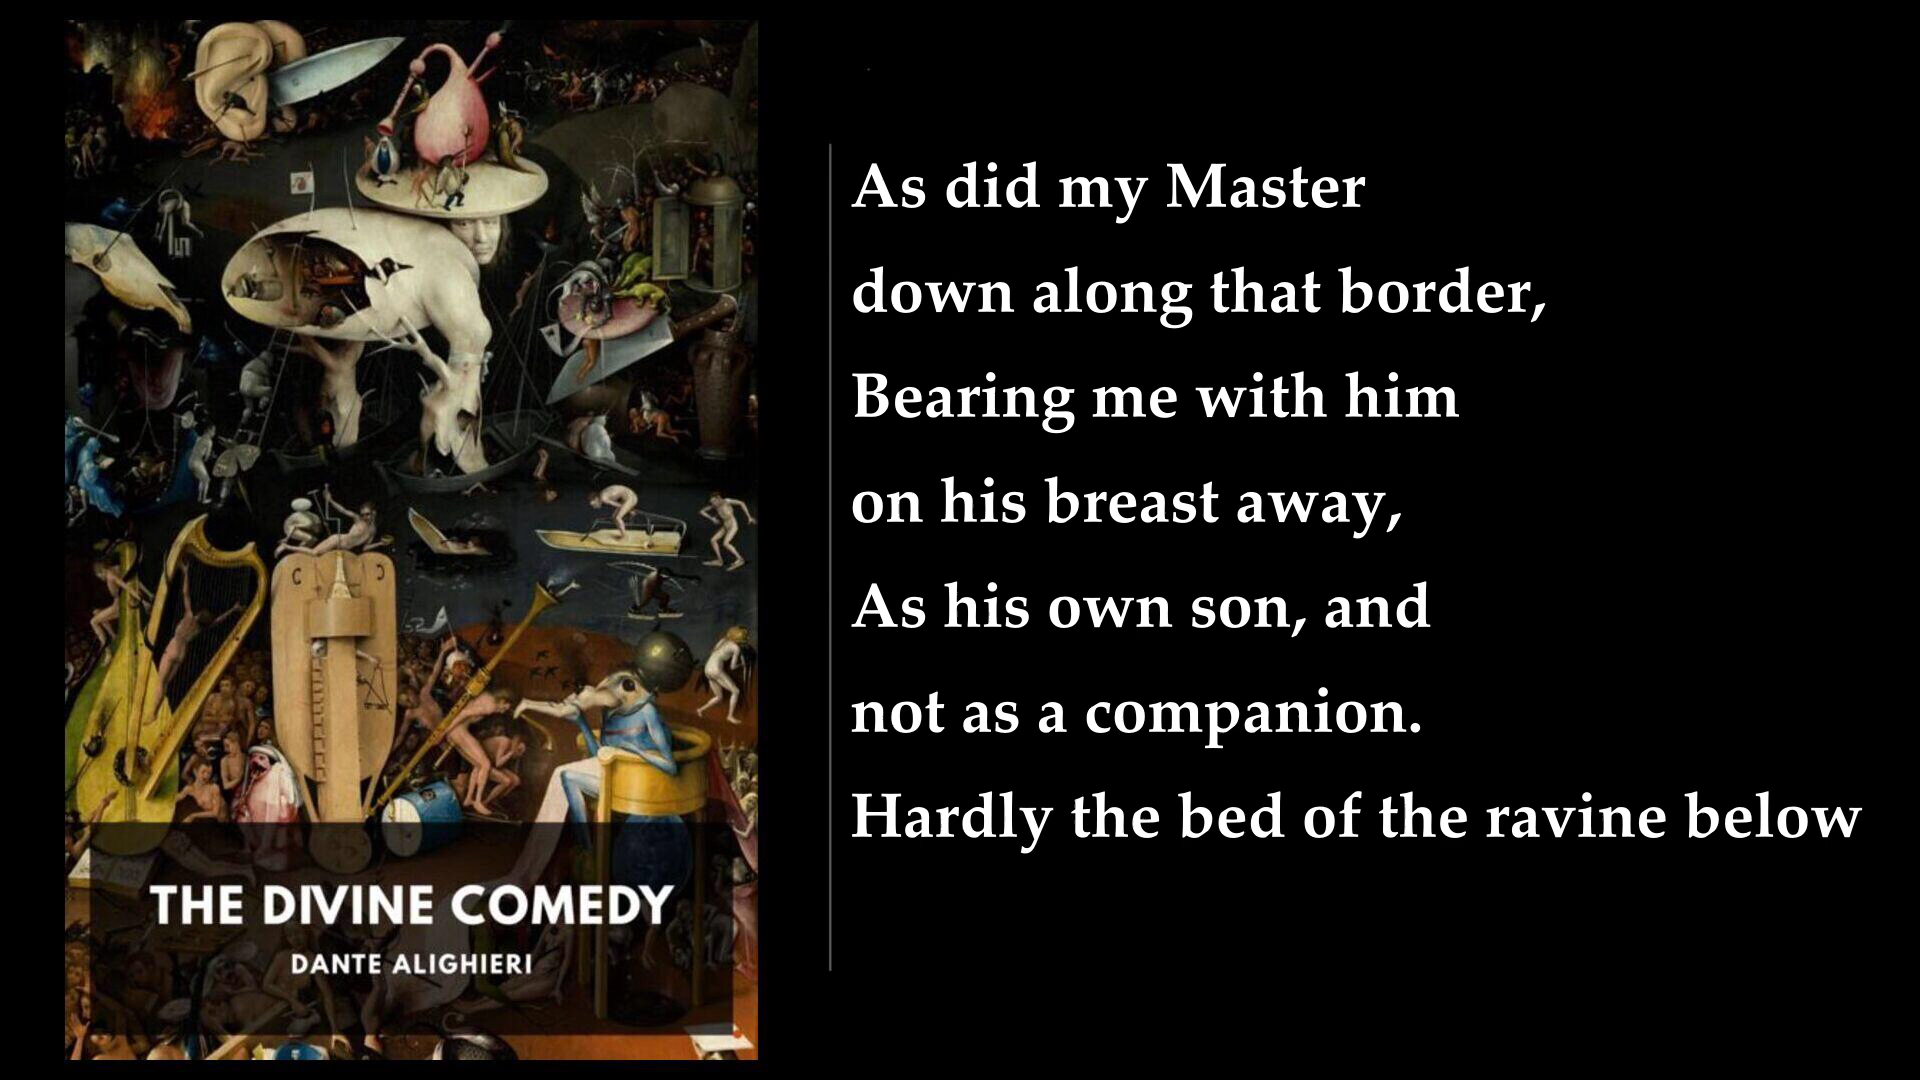 As did my Master
down along that border,
Bearing me with him
on his breast away,
As his own son, and
not as a companion.
Hardly the bed of the ravine below
THE DIVINE COMEDY
DANTE ALIGHIERI